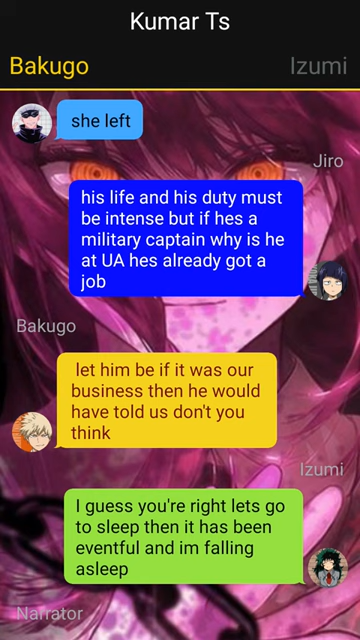 Kumar Ts
Bakugo
Izumi
she left
Jiro
his life and his duty must
be intense but if hes a
military captain why is he
at UA hes already got a
job
Bakugo
let him be if it was our
business then he would
have told us don't you
think
Izumi
I guess you're right lets go
to sleep then it has been
eventful and im falling
asleep
Narrator